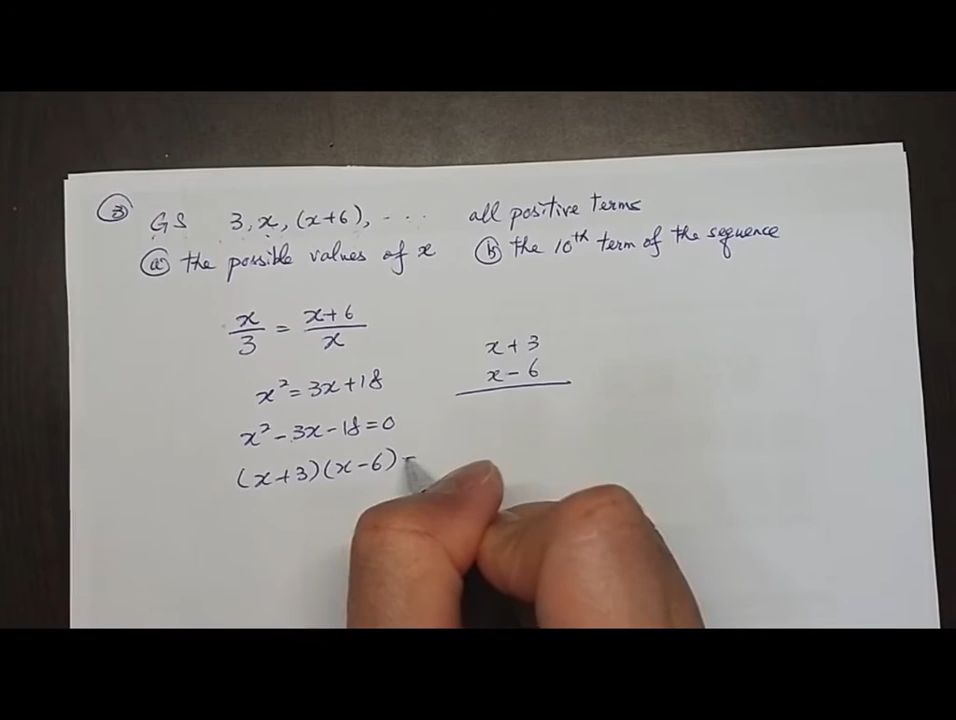 ③ GS 3, x, (x+6), .... all positive terms
ⓐ the possible values of x ⓑ the 10th term of the sequence
x/3 = (x+6)/x
x+3
x-6
x² = 3x+18
x² - 3x - 18 = 0
(x+3)(x-6) =